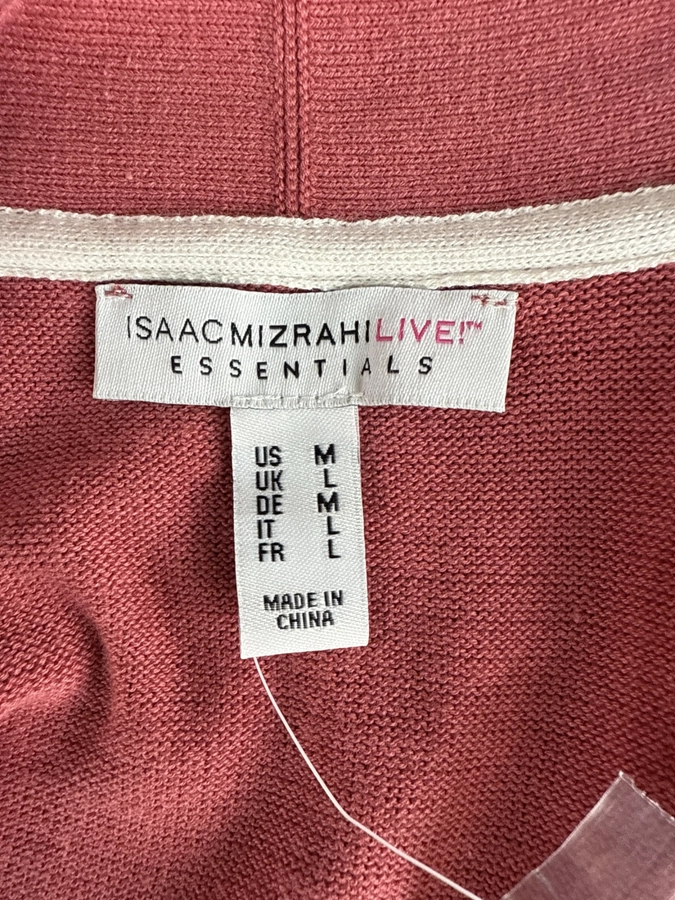 ISAACMIZRAHILIVE!™
ESSENTIALS
US M
UK L
DE M
IT L
FR L
MADE IN
CHINA